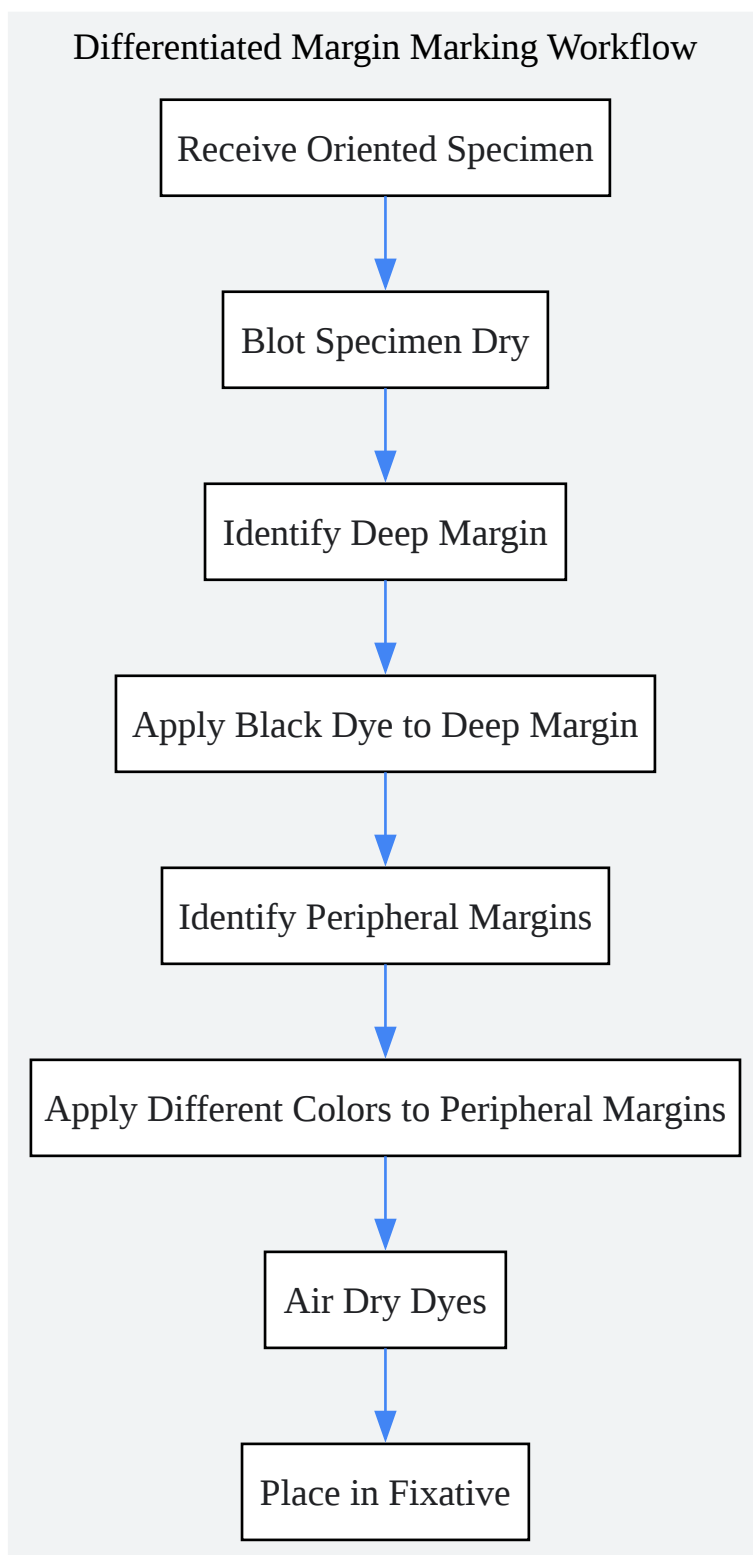 Differentiated Margin Marking Workflow
Receive Oriented Specimen
Blot Specimen Dry
Identify Deep Margin
Apply Black Dye to Deep Margin
Identify Peripheral Margins
Apply Different Colors to Peripheral Margins
Air Dry Dyes
Place in Fixative